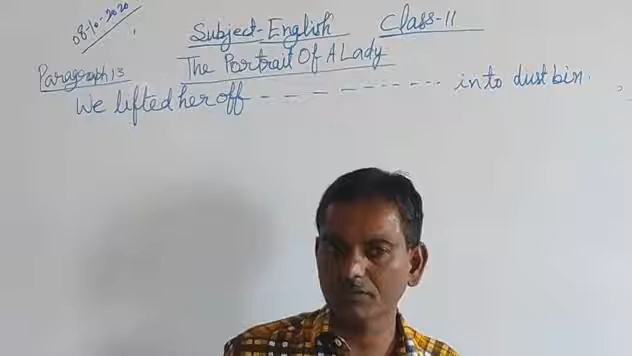 08-10-2020
Subject-English Class-11
The Portrait Of A Lady
Paragraph 13
We lifted her off - - - - - - - - - - into dust bin.